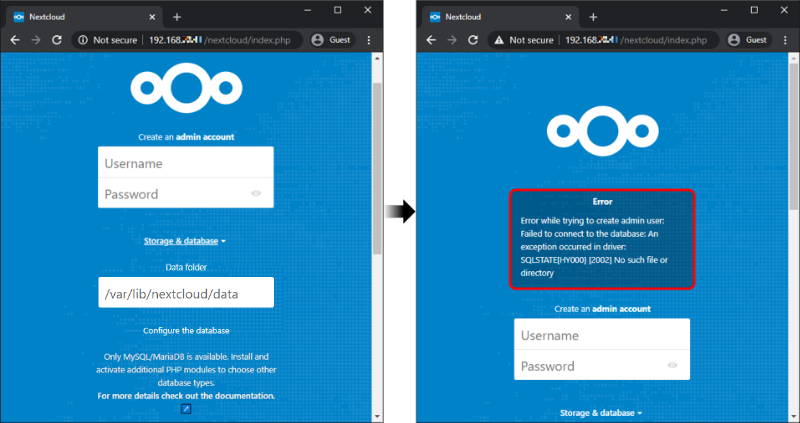 Nextcloud
Not secure
192.168.
/nextcloud/index.php
Guest
Create an admin account
Username
Password
Storage & database
Data folder
/var/lib/nextcloud/data
Configure the database
Only MySQL/MariaDB is available. Install and
activate additional PHP modules to choose other
database types.
For more details check out the documentation.
Nextcloud
Not secure
192.168.
/nextcloud/index.php
Guest
Error
Error while trying to create admin user:
Failed to connect to the database: An
exception occurred in driver:
SQLSTATE[HY000] [2002] No such file or
directory
Create an admin account
Username
Password
Storage & database